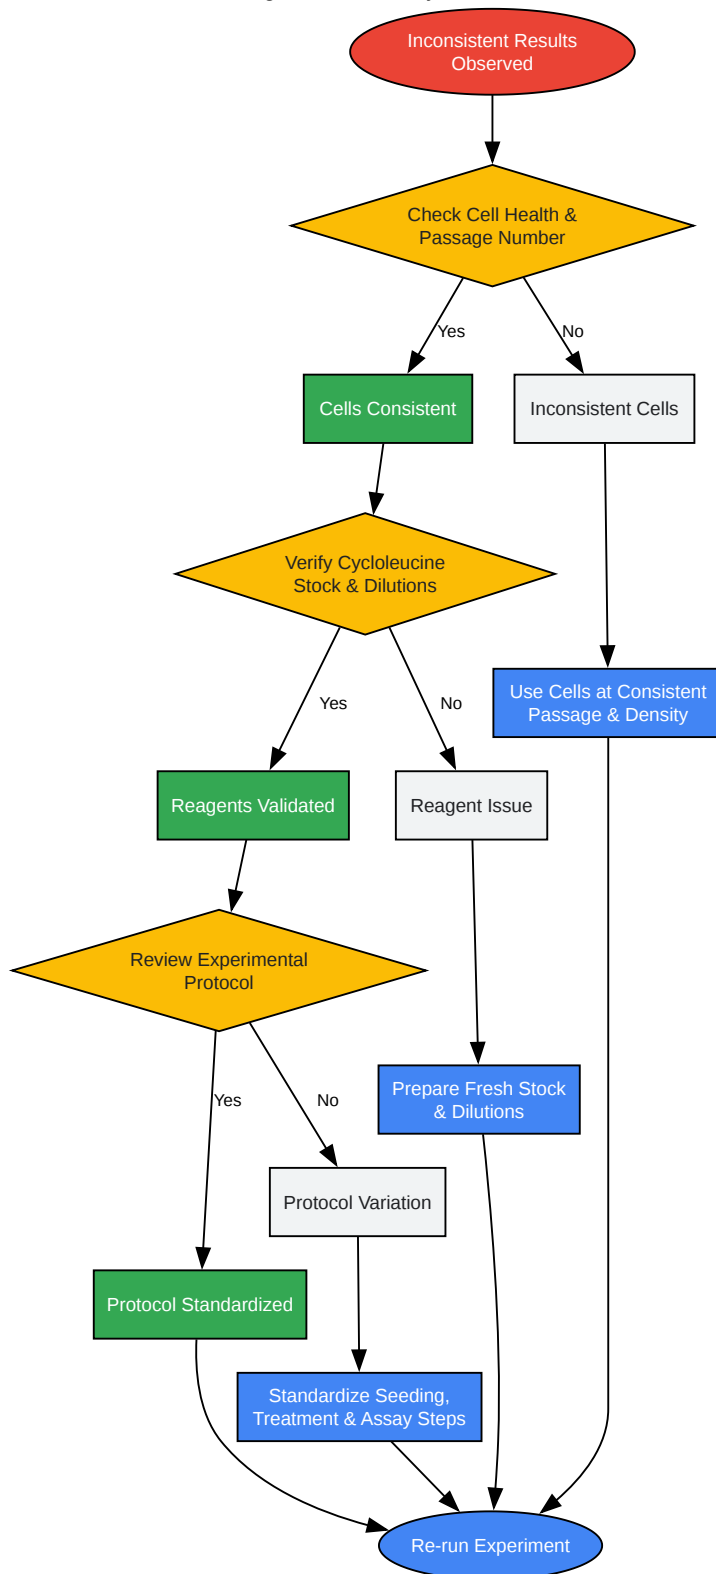 Inconsistent Results
Observed
Check Cell Health &
Passage Number
Yes
No
Cells Consistent
Inconsistent Cells
Verify Cycloleucine
Stock & Dilutions
Use Cells at Consistent
Passage & Density
Yes
No
Reagents Validated
Reagent Issue
Review Experimental
Protocol
Prepare Fresh Stock
& Dilutions
Yes
No
Protocol Variation
Protocol Standardized
Standardize Seeding,
Treatment & Assay Steps
Re-run Experiment